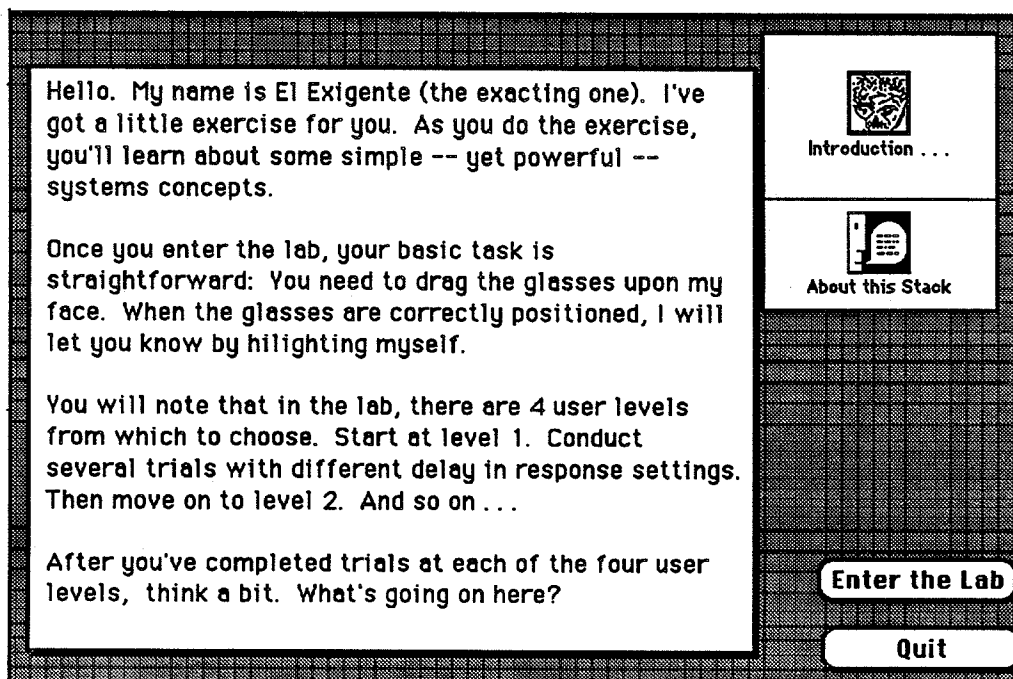 Hello. My name is El Exigente (the exacting one). I've
got a little exercise for you. As you do the exercise,
you'll learn about some simple -- yet powerful --
systems concepts.
Once you enter the lab, your basic task is
straightforward: You need to drag the glasses upon my
face. When the glasses are correctly positioned, I will
let you know by hilighting myself.
You will note that in the lab, there are 4 user levels
from which to choose. Start at level 1. Conduct
several trials with different delay in response settings.
Then move on to level 2. And so on ...
After you've completed trials at each of the four user
levels, think a bit. What's going on here?
Introduction ...
About this Stack
Enter the Lab
Quit